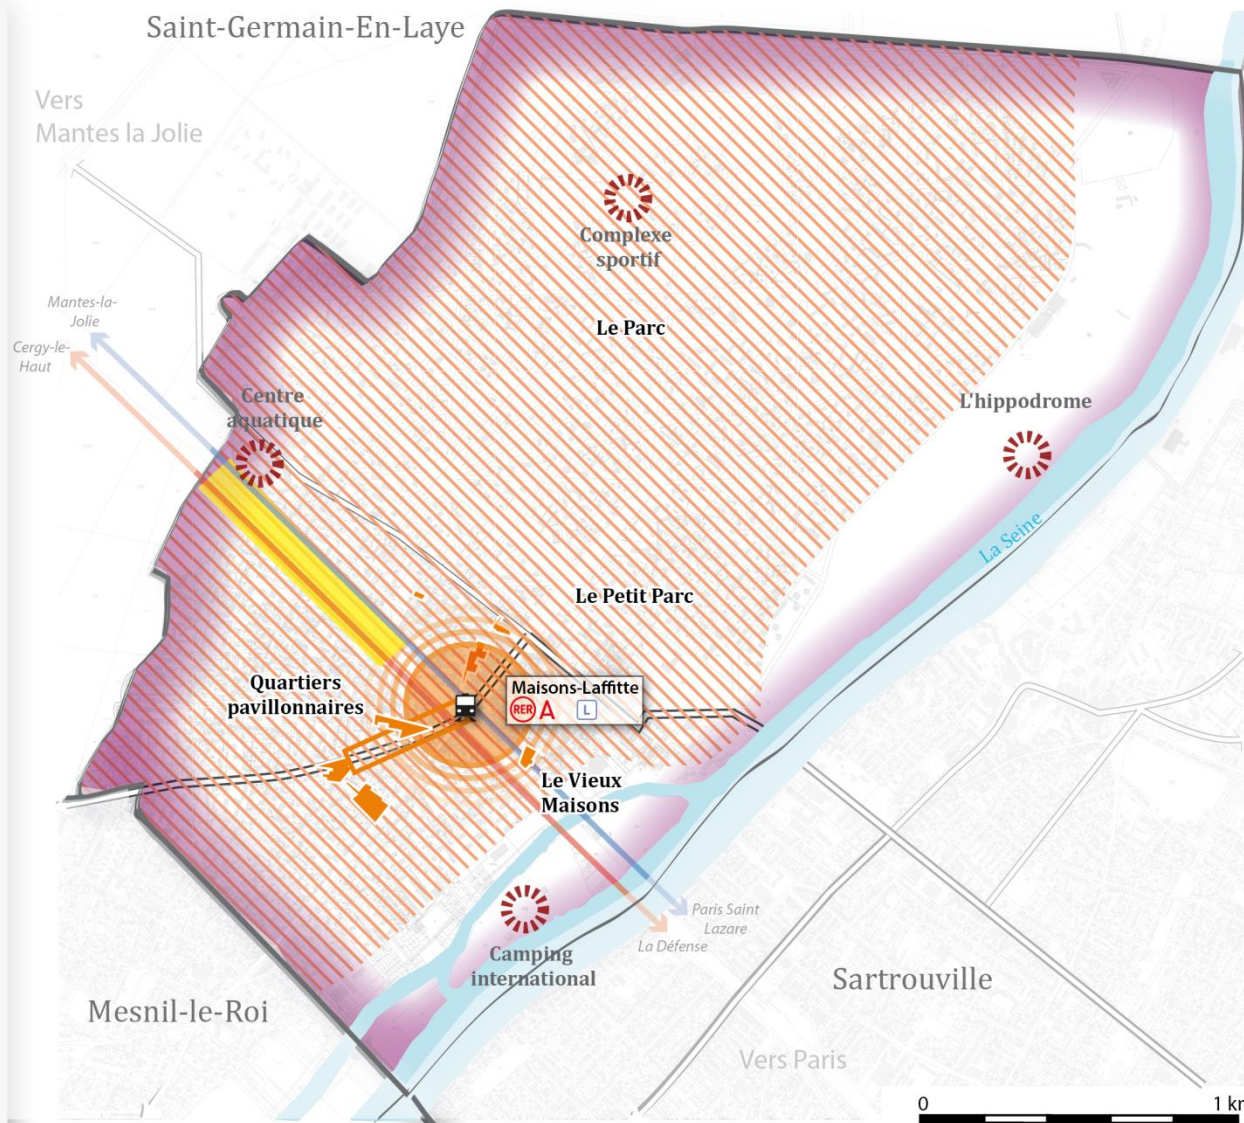 Saint-Germain-En-Laye
Vers
Mantes la Jolie
Complexe
sportif
Mantes-la-
Jolie
Le Parc
Cergy-le-
Haut
Centre
aquatique
L'hippodrome
La Seine
Le Petit Parc
Quartiers
pavillonnaires
Maisons-Laffitte
RER A L
Le Vieux
Maisons
Paris Saint
Lazare
La Défense
Camping
international
Sartrouville
Mesnil-le-Roi
Vers Paris
0 1 km